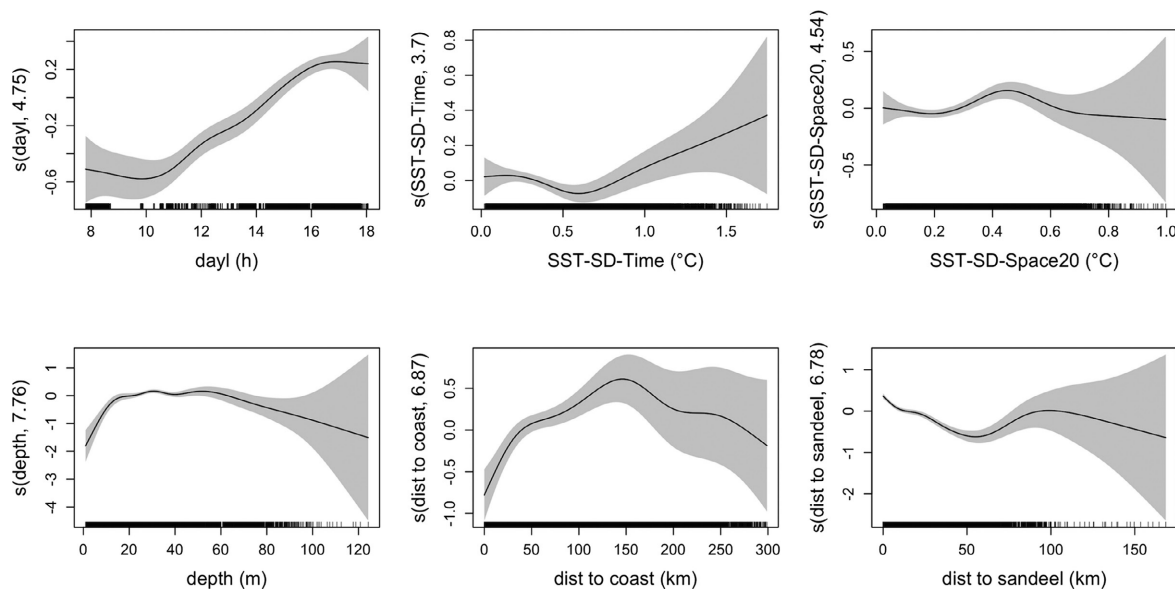 s(dayl, 4.75)
0.2
-0.2
-0.6
8 10 12 14 16 18
dayl (h)
s(SST-SD-Time, 3.7)
0.8
0.6
0.4
0.2
0.0
0.0 0.5 1.0 1.5
SST-SD-Time (°C)
s(SST-SD-Space20, 4.54)
0.5
0.0
-0.5
0.0 0.2 0.4 0.6 0.8 1.0
SST-SD-Space20 (°C)
s(depth, 7.76)
1
0
-1
-2
-3
-4
0 20 40 60 80 100 120
depth (m)
s(dist to coast, 6.87)
0.5
0.0
-0.5
-1.0
0 50 100 150 200 250 300
dist to coast (km)
s(dist to sandeel, 6.78)
1
0
-1
-2
0 50 100 150
dist to sandeel (km)